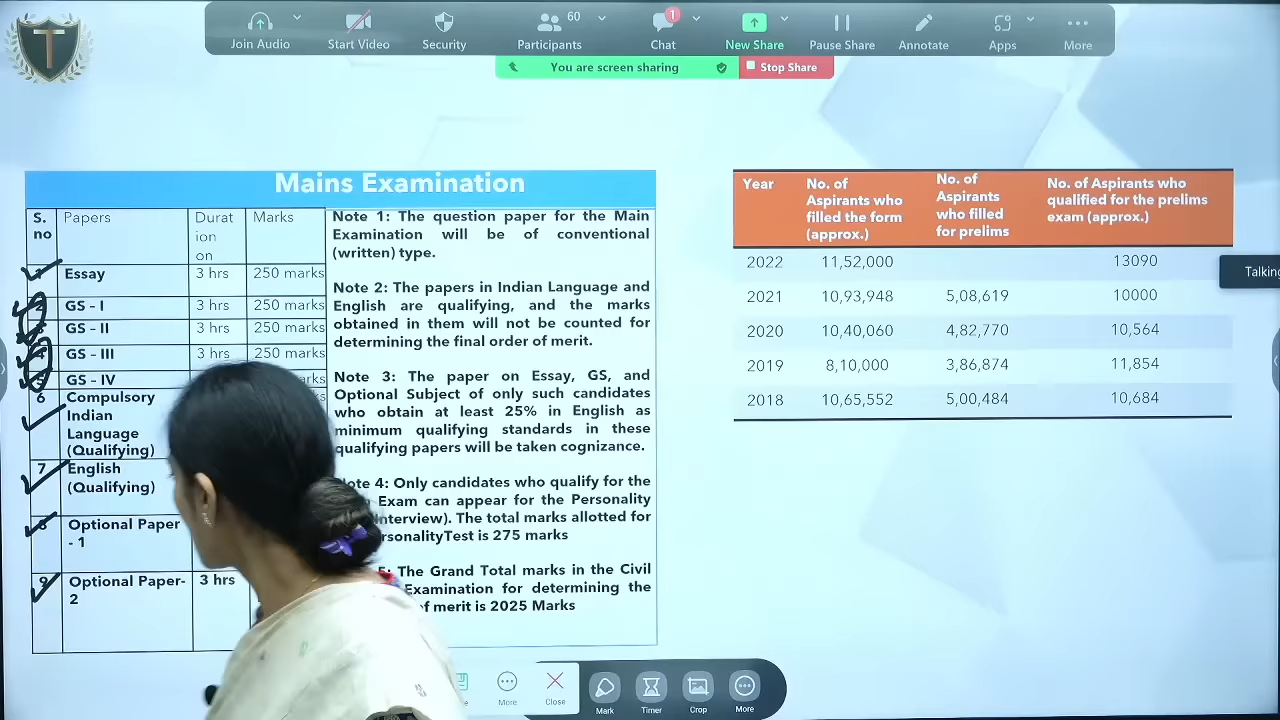 T
60
1
Join Audio
Start Video
Security
Participants
Chat
New Share
Pause Share
Annotate
Apps
More
You are screen sharing
Stop Share
Mains Examination
S. no
Papers
Durat
ion
on
Marks
Essay
3 hrs
250 marks
GS - I
3 hrs
250 marks
GS - II
3 hrs
250 marks
GS - III
3 hrs
250 marks
GS - IV
6
Compulsory
Indian
Language
(Qualifying)
7
English
(Qualifying)
8
Optional Paper
- 1
9
Optional Paper-
2
3 hrs
Note 1: The question paper for the Main
Examination will be of conventional
(written) type.
Note 2: The papers in Indian Language and
English are qualifying, and the marks
obtained in them will not be counted for
determining the final order of merit.
Note 3: The paper on Essay, GS, and
Optional Subject of only such candidates
who obtain at least 25% in English as
minimum qualifying standards in these
qualifying papers will be taken cognizance.
4: Only candidates who qualify for the
Exam can appear for the Personality
The total marks allotted for
Test is 275 marks
The Grand Total marks in the Civil
Examination for determining the
merit is 2025 Marks
Year
No. of
Aspirants who
filled the form
(approx.)
No. of
Aspirants
who filled
for prelims
No. of Aspirants who
qualified for the prelims
exam (approx.)
2022 11,52,000 13090
2021 10,93,948 5,08,619 10000
2020 10,40,060 4,82,770 10,564
2019 8,10,000 3,86,874 11,854
2018 10,65,552 5,00,484 10,684
More
Close
Mark
Timer
Crop
More